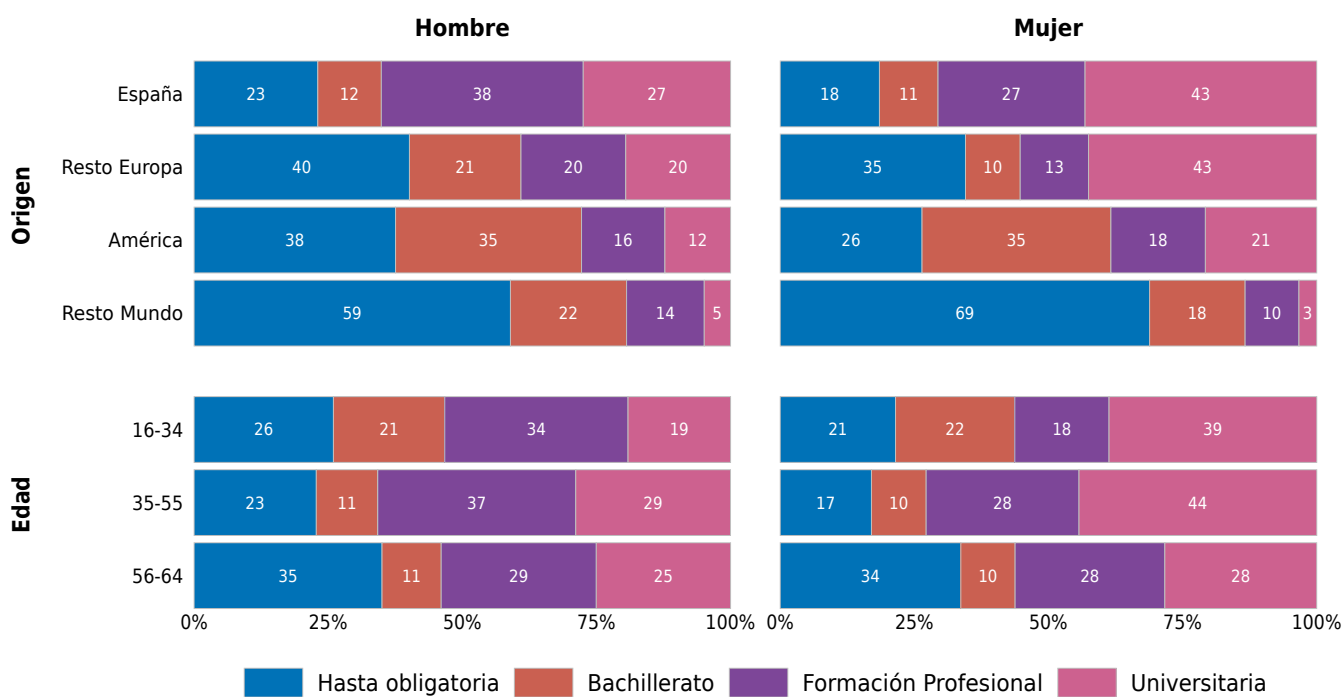 Hombre Mujer
Origen
España 23 12 38 27 18 11 27 43
Resto Europa 40 21 20 20 35 10 13 43
América 38 35 16 12 26 35 18 21
Resto Mundo 59 22 14 5 69 18 10 3
Edad
16-34 26 21 34 19 21 22 18 39
35-55 23 11 37 29 17 10 28 44
56-64 35 11 29 25 34 10 28 28
0% 25% 50% 75% 100% 0% 25% 50% 75% 100%
Hasta obligatoria Bachillerato Formación Profesional Universitaria